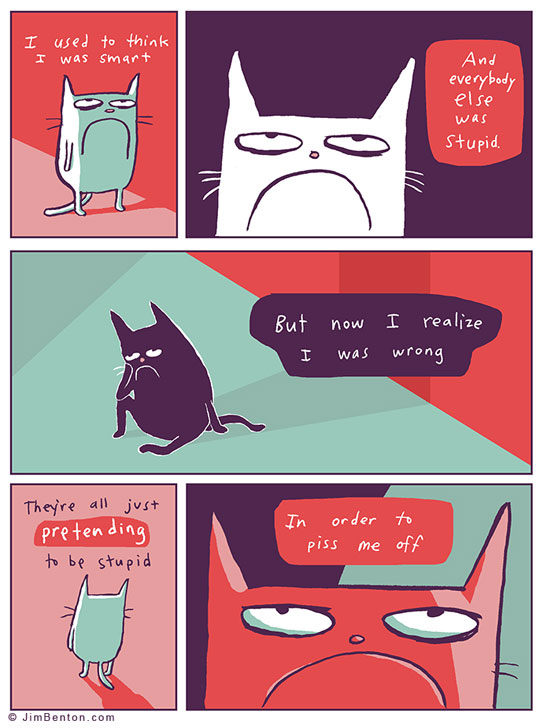 I used to think
I was smart
And
everybody
else
was
stupid.
But now I realize
I was wrong
They're all just
pretending
to be stupid
In order to
piss me off
© JimBenton.com